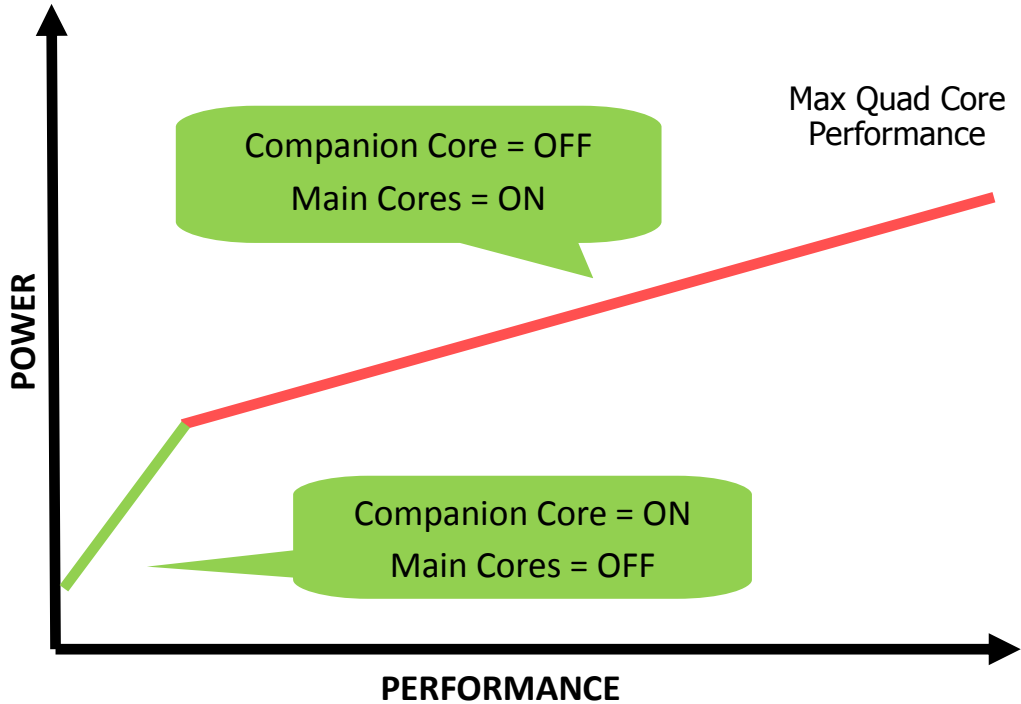 Max Quad Core
Performance
Companion Core = OFF
Main Cores = ON
POWER
Companion Core = ON
Main Cores = OFF
PERFORMANCE